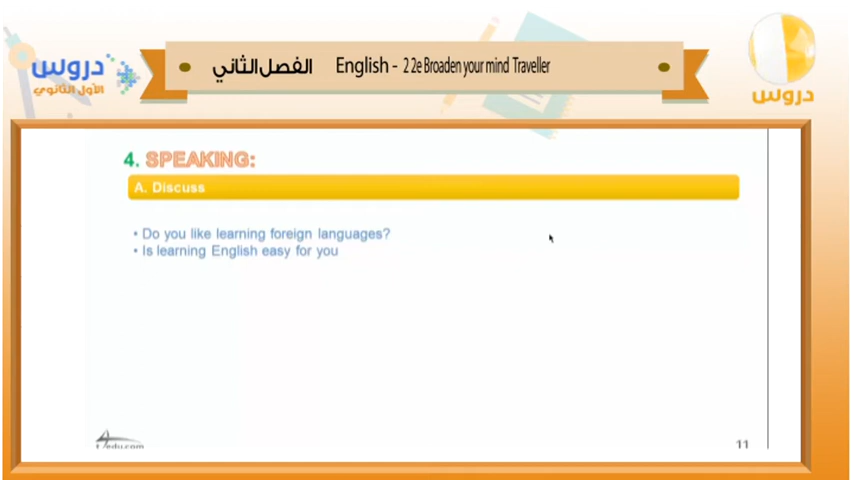 دروس
الأول الثانوي
الفصل الثاني English - 2 2e Broaden your mind Traveller
دروس
4. SPEAKING:
A. Discuss
• Do you like learning foreign languages?
• Is learning English easy for you
11